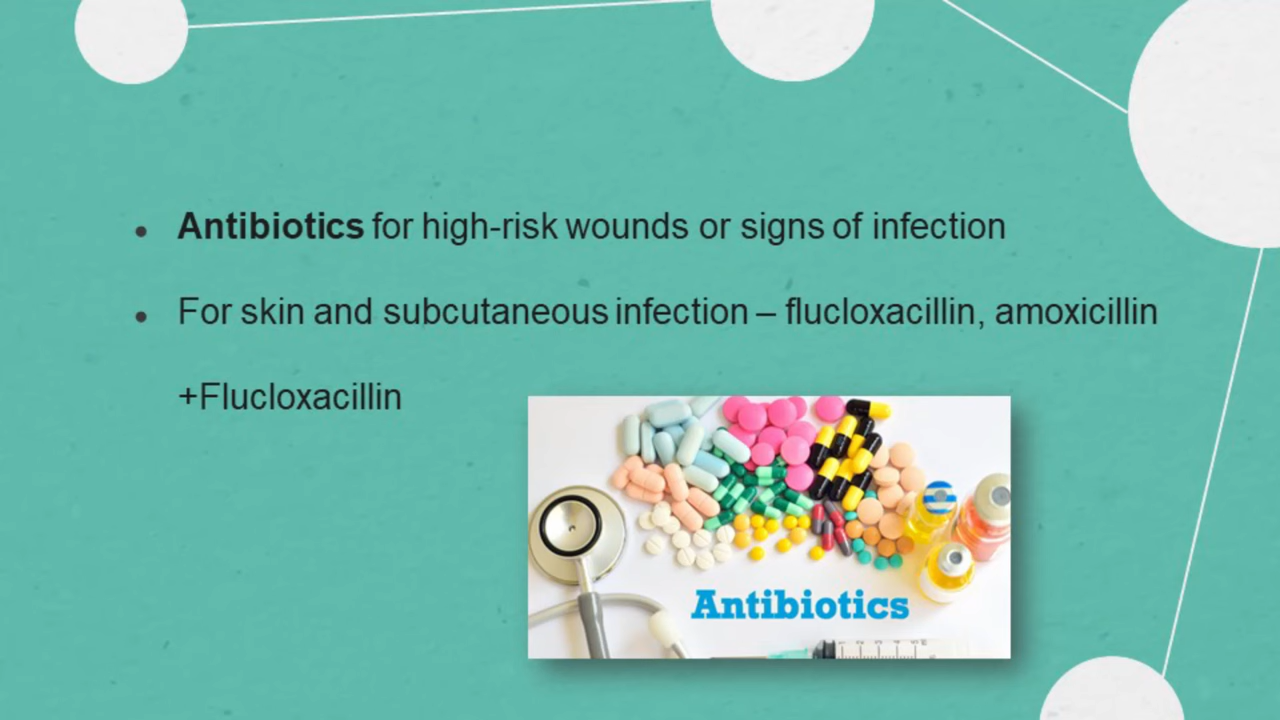 • Antibiotics for high-risk wounds or signs of infection
• For skin and subcutaneous infection – flucloxacillin, amoxicillin
+Flucloxacillin
Antibiotics